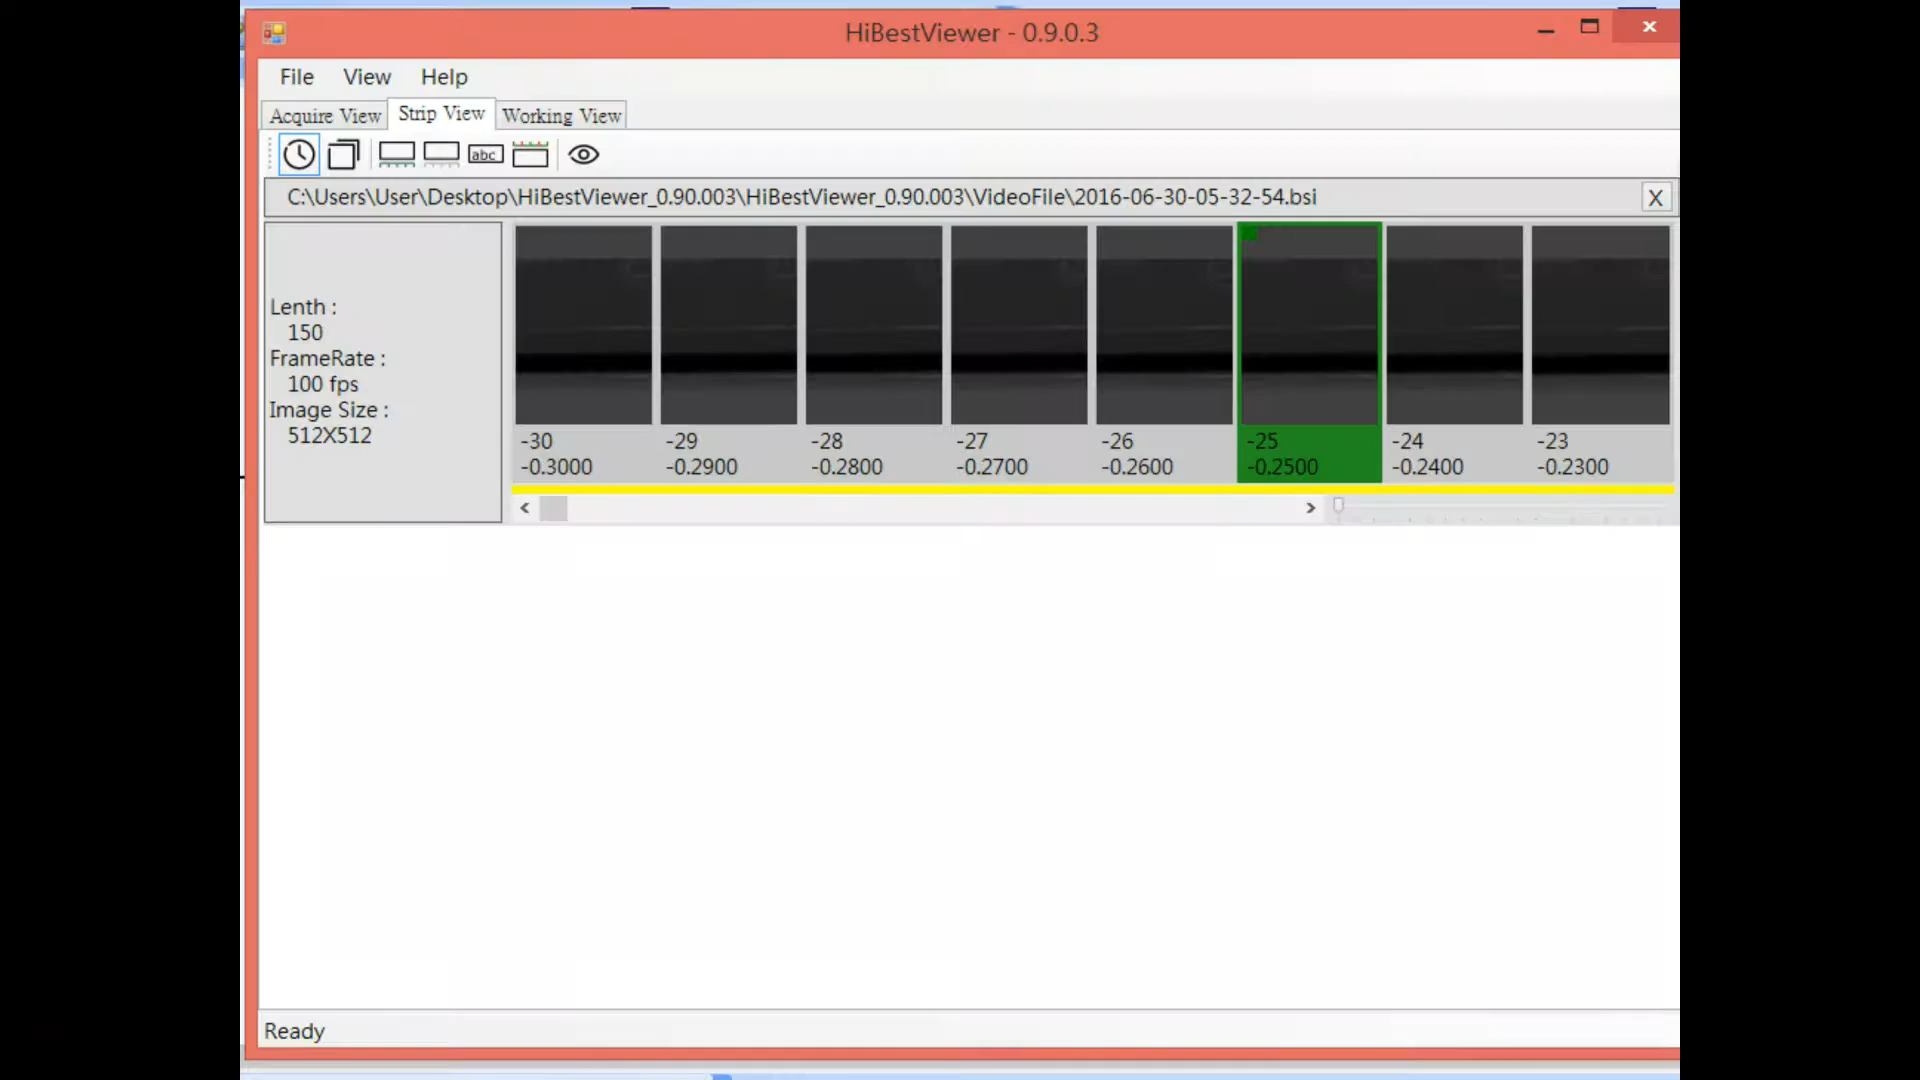 HiBestViewer - 0.9.0.3
File View Help
Acquire View Strip View Working View
abc
C:\Users\User\Desktop\HiBestViewer_0.90.003\HiBestViewer_0.90.003\VideoFile\2016-06-30-05-32-54.bsi X
Lenth :
150
FrameRate :
100 fps
Image Size :
512X512
-30 -29 -28 -27 -26 -25 -24 -23
-0.3000 -0.2900 -0.2800 -0.2700 -0.2600 -0.2500 -0.2400 -0.2300
Ready